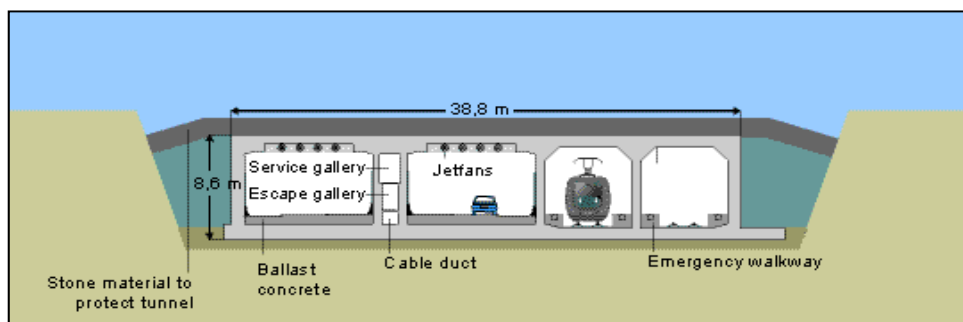 38,8 m
Service gallery
Jetfans
8,6 m
Escape gallery
Ballast
concrete
Cable duct
Emergency walkway
Stone material to
protect tunnel